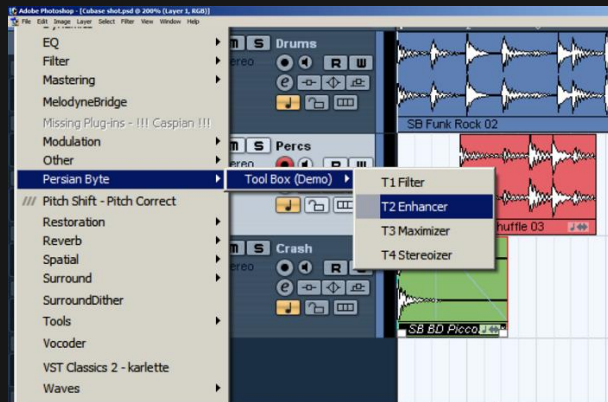 Adobe Photoshop - [Cubase shot.psd @ 200% (Layer 1, RGB)]
File Edit Image Layer Select Filter View Window Help
EQ
Filter
Mastering
MelodyneBridge
Missing Plug-ins - !!! Caspian !!!
Modulation
Other
Persian Byte
Pitch Shift - Pitch Correct
Restoration
Reverb
Spatial
Surround
SurroundDither
Tools
Vocoder
VST Classics 2 - karlette
Waves
Tool Box (Demo)
T1 Filter
T2 Enhancer
T3 Maximizer
T4 Stereoizer
S Drums
R W
e
S Percs
R W
S Crash
R
e
SB Funk Rock 02
huffle 03
SB BD Picco